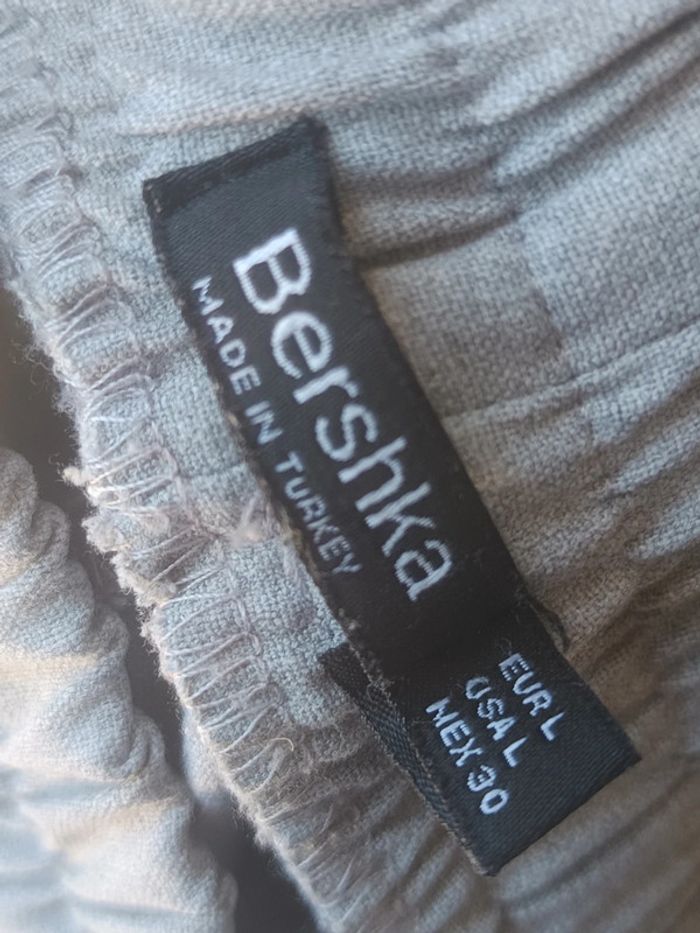 Bershka
MADE IN TURKEY
EUR L
USA L
MEX 30